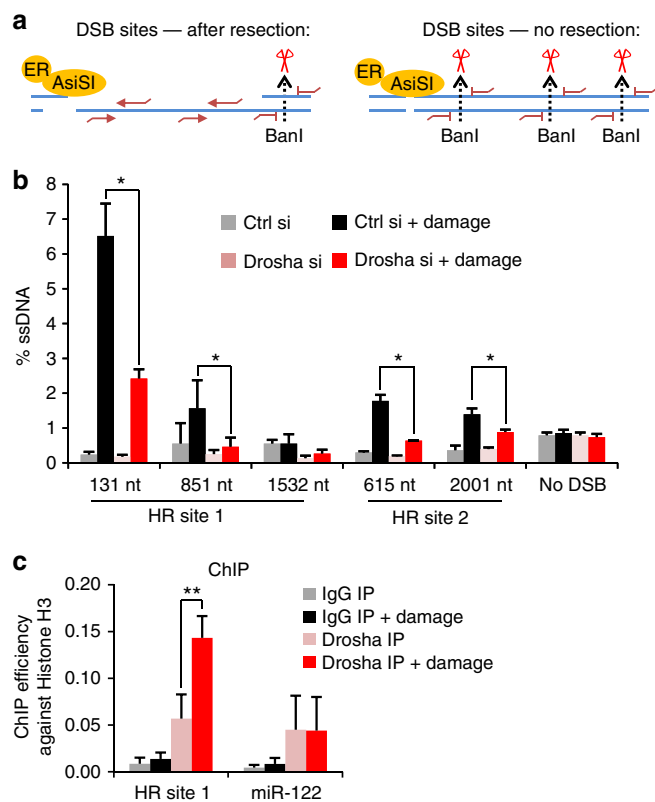 a
DSB sites — after resection:
DSB sites — no resection:
ER
AsiSI
BanI
ER
AsiSI
BanI
BanI
BanI
b
8
7
6
5
4
3
2
1
0
% ssDNA
*
*
*
*
Ctrl si
Ctrl si + damage
Drosha si
Drosha si + damage
131 nt
851 nt
1532 nt
615 nt
2001 nt
No DSB
HR site 1
HR site 2
c
ChIP
0.20
0.15
0.10
0.05
0.00
ChIP efficiency
against Histone H3
**
IgG IP
IgG IP + damage
Drosha IP
Drosha IP + damage
HR site 1
miR-122